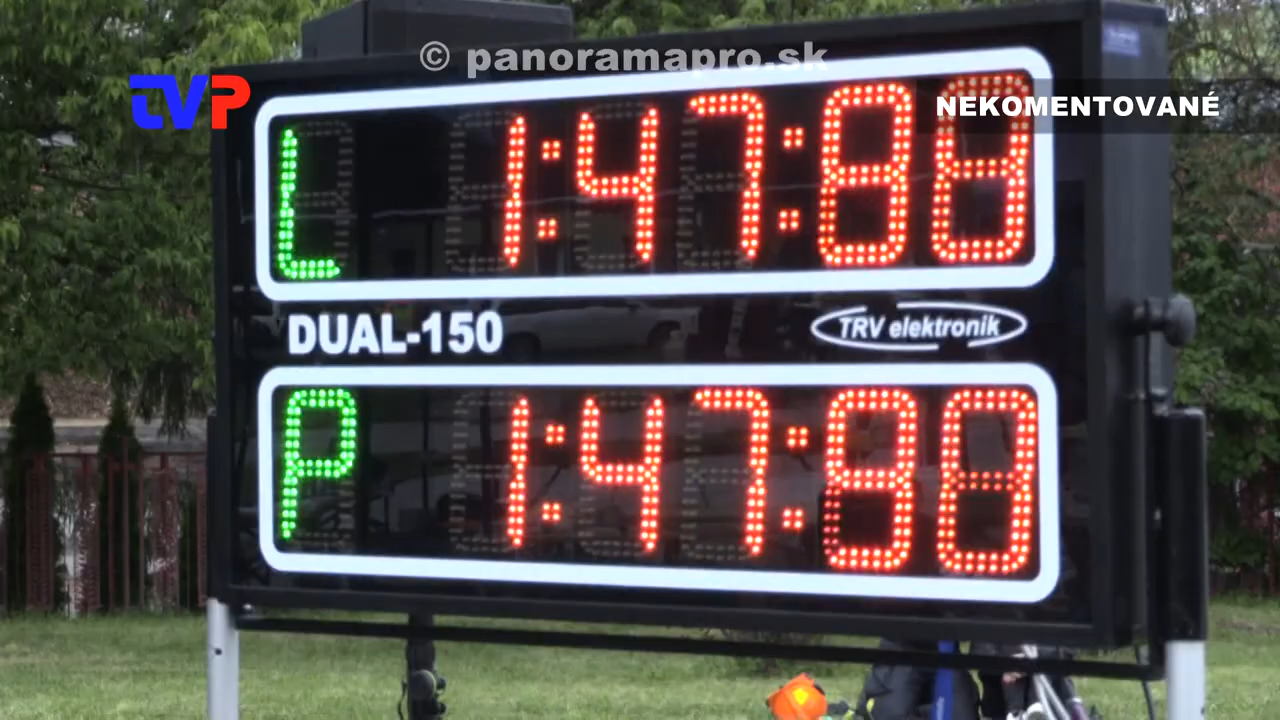 © panoramapro.sk
tVP
NEKOMENTOVANÉ
L 1:47:88
DUAL-150
TRV elektronik
P 1:47:88